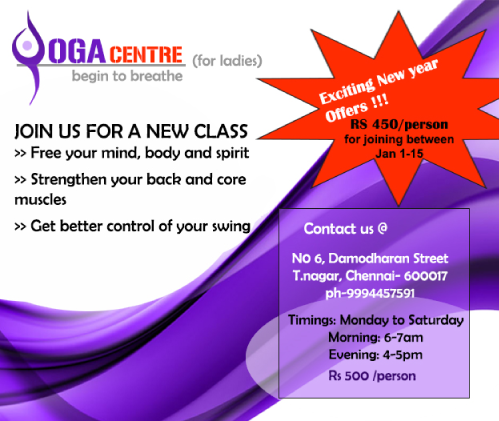 YOGA CENTRE (for ladies)
begin to breathe
Exciting New year
Offers !!!
RS 450/person
for joining between
Jan 1-15
JOIN US FOR A NEW CLASS
>> Free your mind, body and spirit
>> Strengthen your back and core
muscles
>> Get better control of your swing
Contact us @
NO 6, Damodharan Street
T.nagar, Chennai- 600017
ph-9994457591
Timings: Monday to Saturday
Morning: 6-7am
Evening: 4-5pm
Rs 500 /person